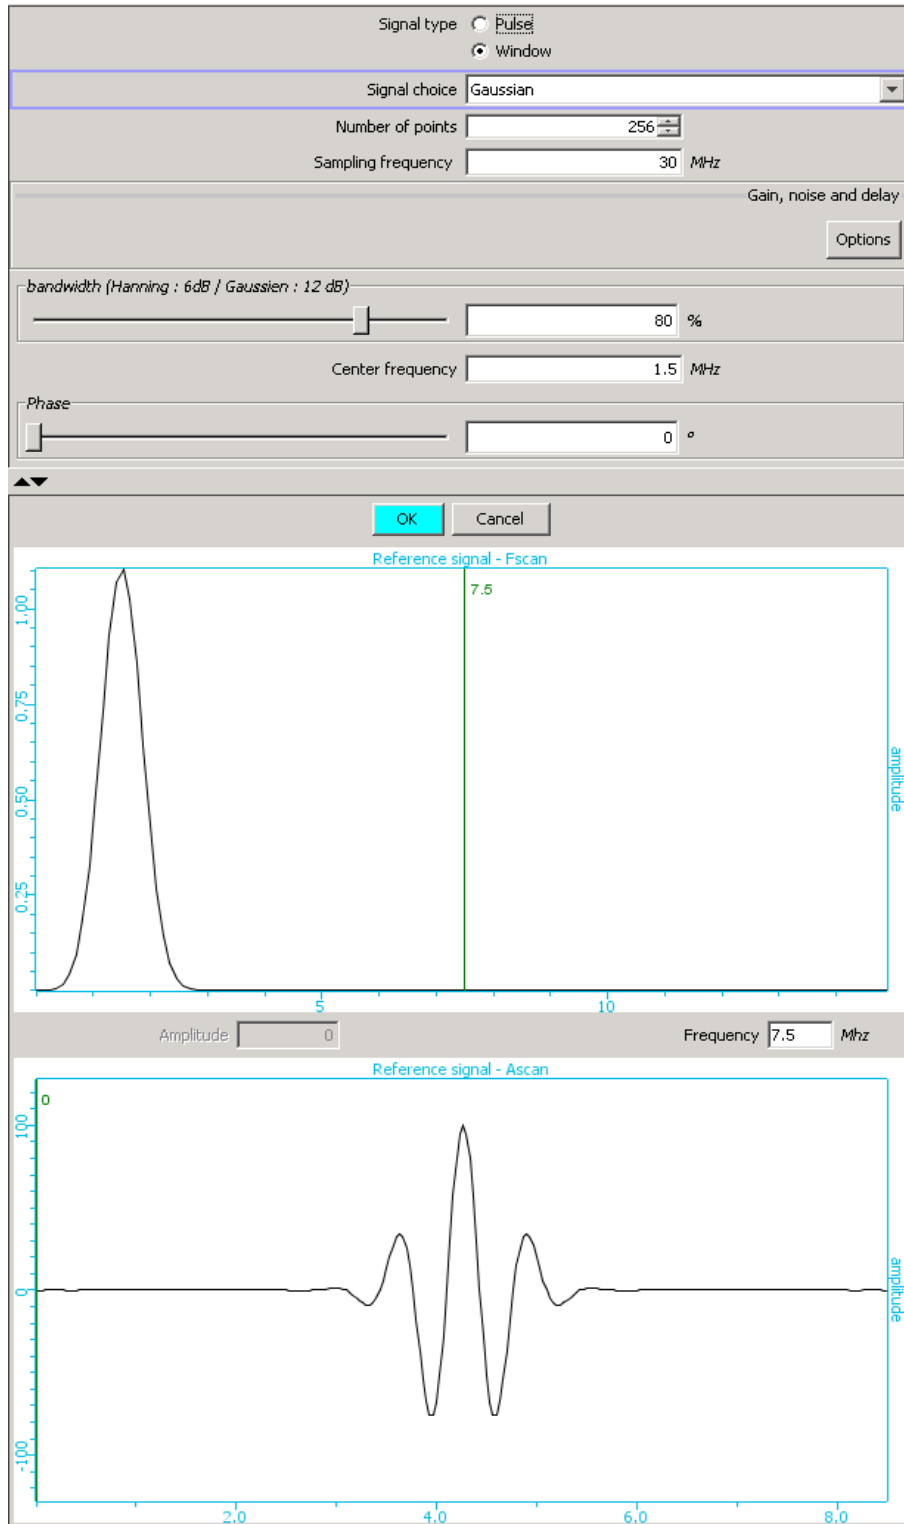 Signal type Pulse
Window
Signal choice Gaussian
Number of points 256
Sampling frequency 30 MHz
Gain, noise and delay
Options
bandwidth (Hanning : 6dB / Gaussien : 12 dB)
80 %
Center frequency 1.5 MHz
Phase
0 °
OK Cancel
Reference signal - Fscan
7.5
1.00
0.75
0.50
0.25
amplitude
5 10
Amplitude 0 Frequency 7.5 Mhz
Reference signal - Ascan
0
100
0
-100
amplitude
2.0 4.0 6.0 8.0